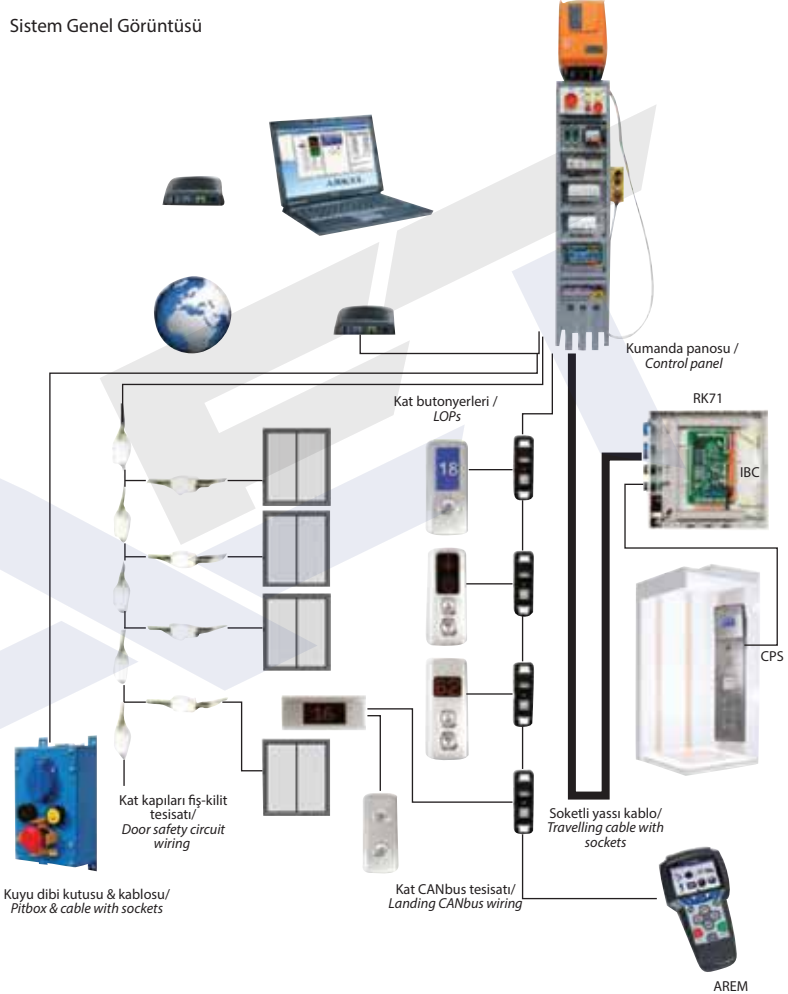 Sistem Genel Görüntüsü
ARKEL
Kumanda panosu /
Control panel
Kat butonyerleri /
LOPs
RK71
IBC
18
CPS
62
16
Kat kapıları fiş-kilit
tesisatı/
Door safety circuit
wiring
Soketli yassı kablo/
Travelling cable with
sockets
Kuyu dibi kutusu & kablosu/
Pitbox & cable with sockets
Kat CANbus tesisatı/
Landing CANbus wiring
AREM